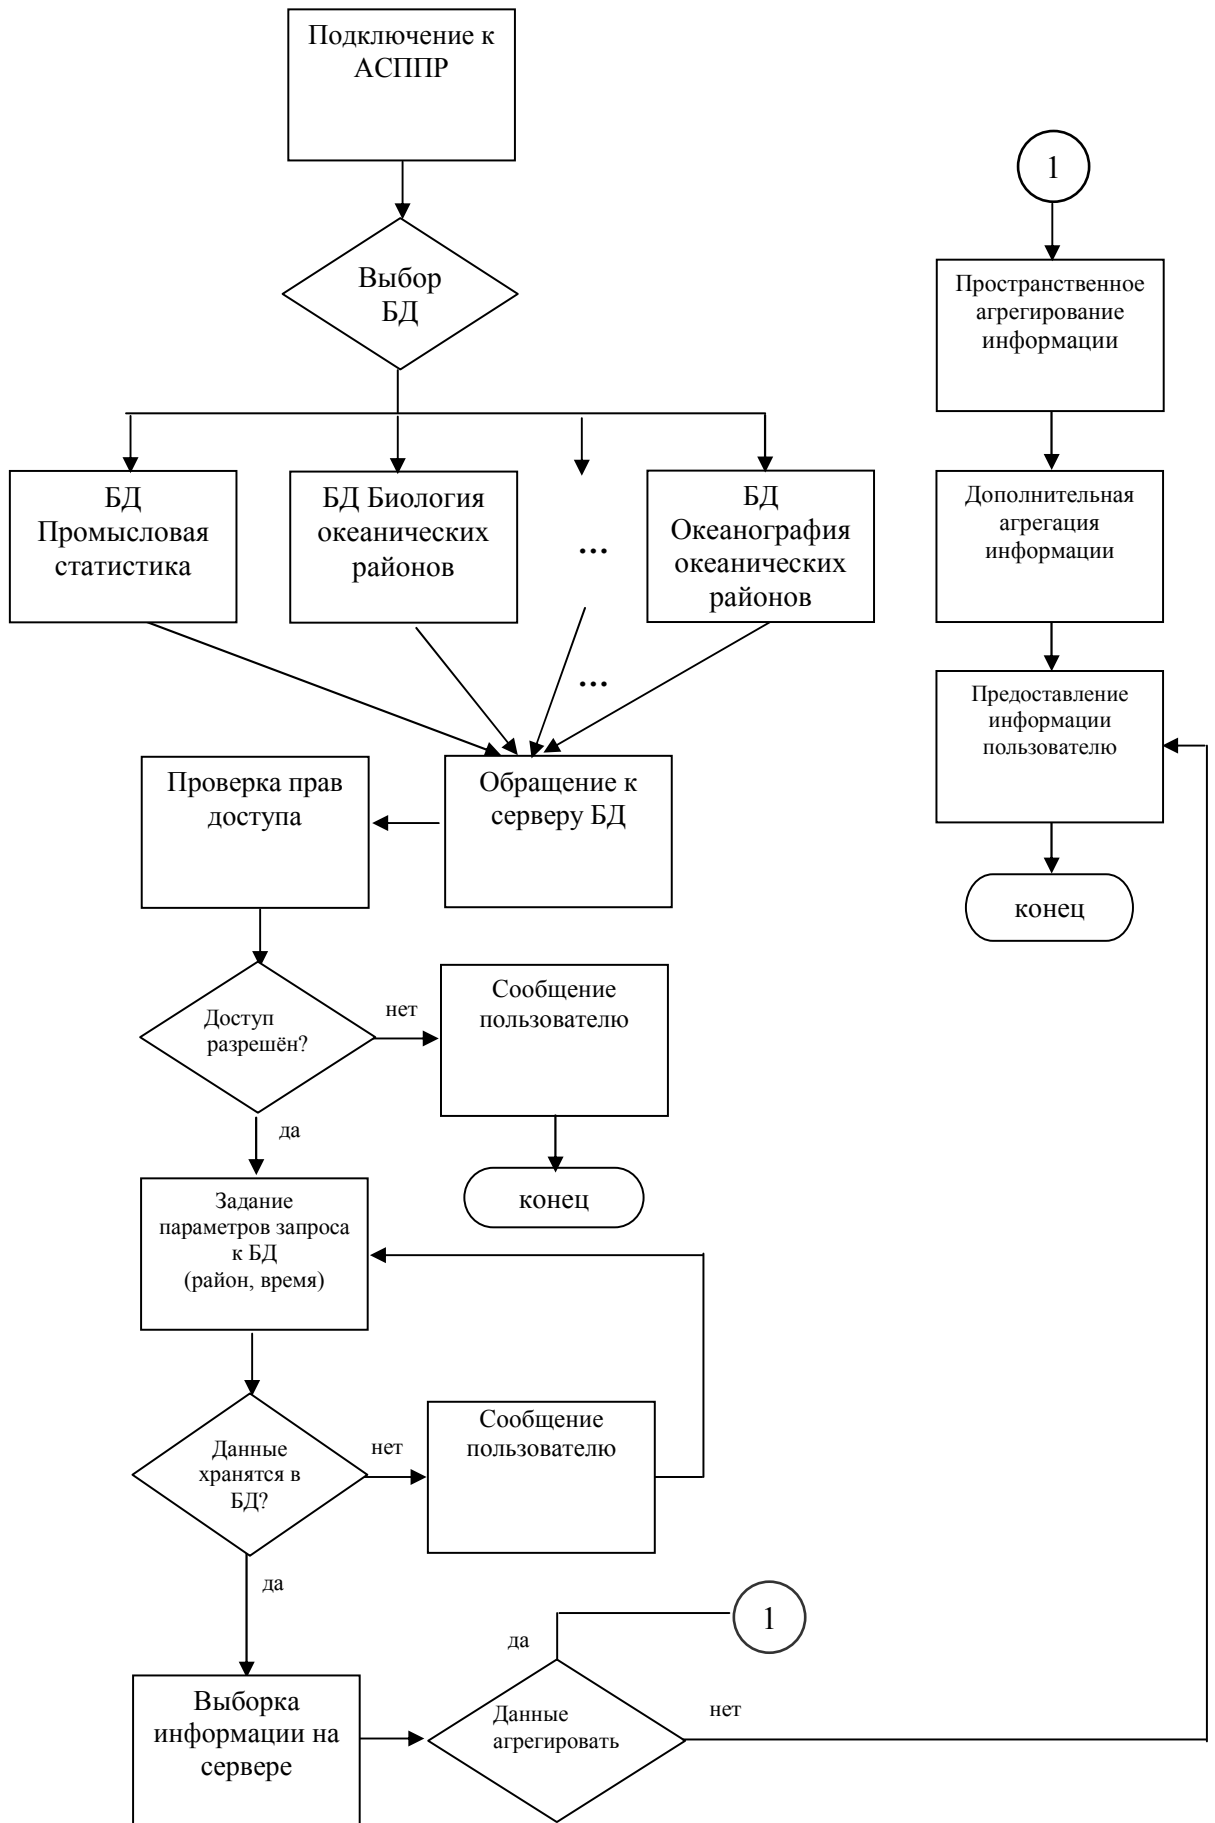 Подключение к
АСППР
Выбор
БД
БД
Промысловая
статистика
БД Биология
океанических
районов
...
БД
Океанография
океанических
районов
...
Обращение к
серверу БД
Проверка прав
доступа
Доступ
разрешён?
нет
Сообщение
пользователю
конец
да
Задание
параметров запроса
к БД
(район, время)
Данные
хранятся в
БД?
нет
Сообщение
пользователю
да
Выборка
информации на
сервере
Данные
агрегировать
да
1
нет
1
Пространственное
агрегирование
информации
Дополнительная
агрегация
информации
Предоставление
информации
пользователю
конец